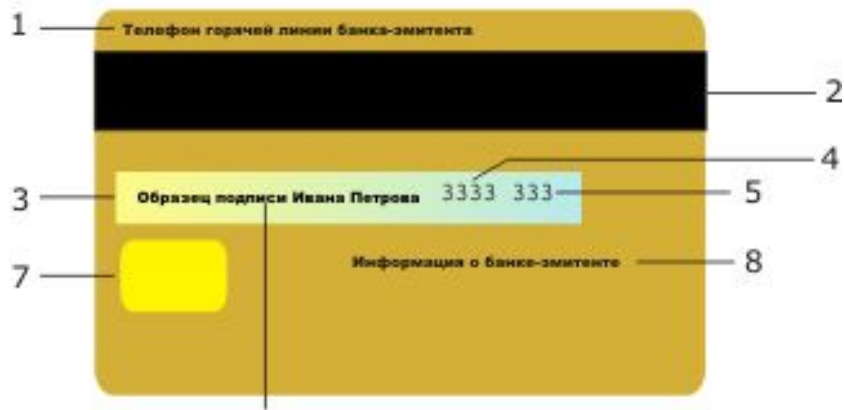 1 Телефон горячей линии банка-эмитента
2
4
3 Образец подписи Ивана Петрова 3333 333 5
7 Информация о банке-эмитенте 8